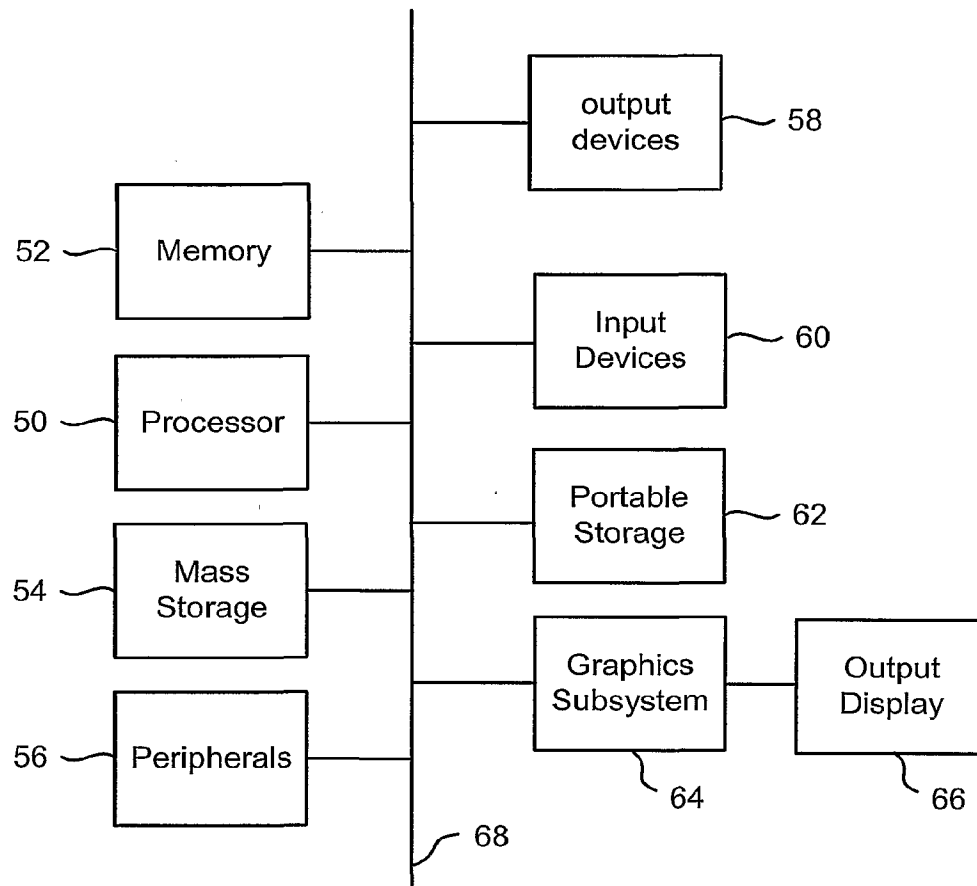 output
devices
58
52
Memory
Input
Devices
60
50
Processor
Portable
Storage
62
54
Mass
Storage
Graphics
Subsystem
Output
Display
56
Peripherals
64
66
68